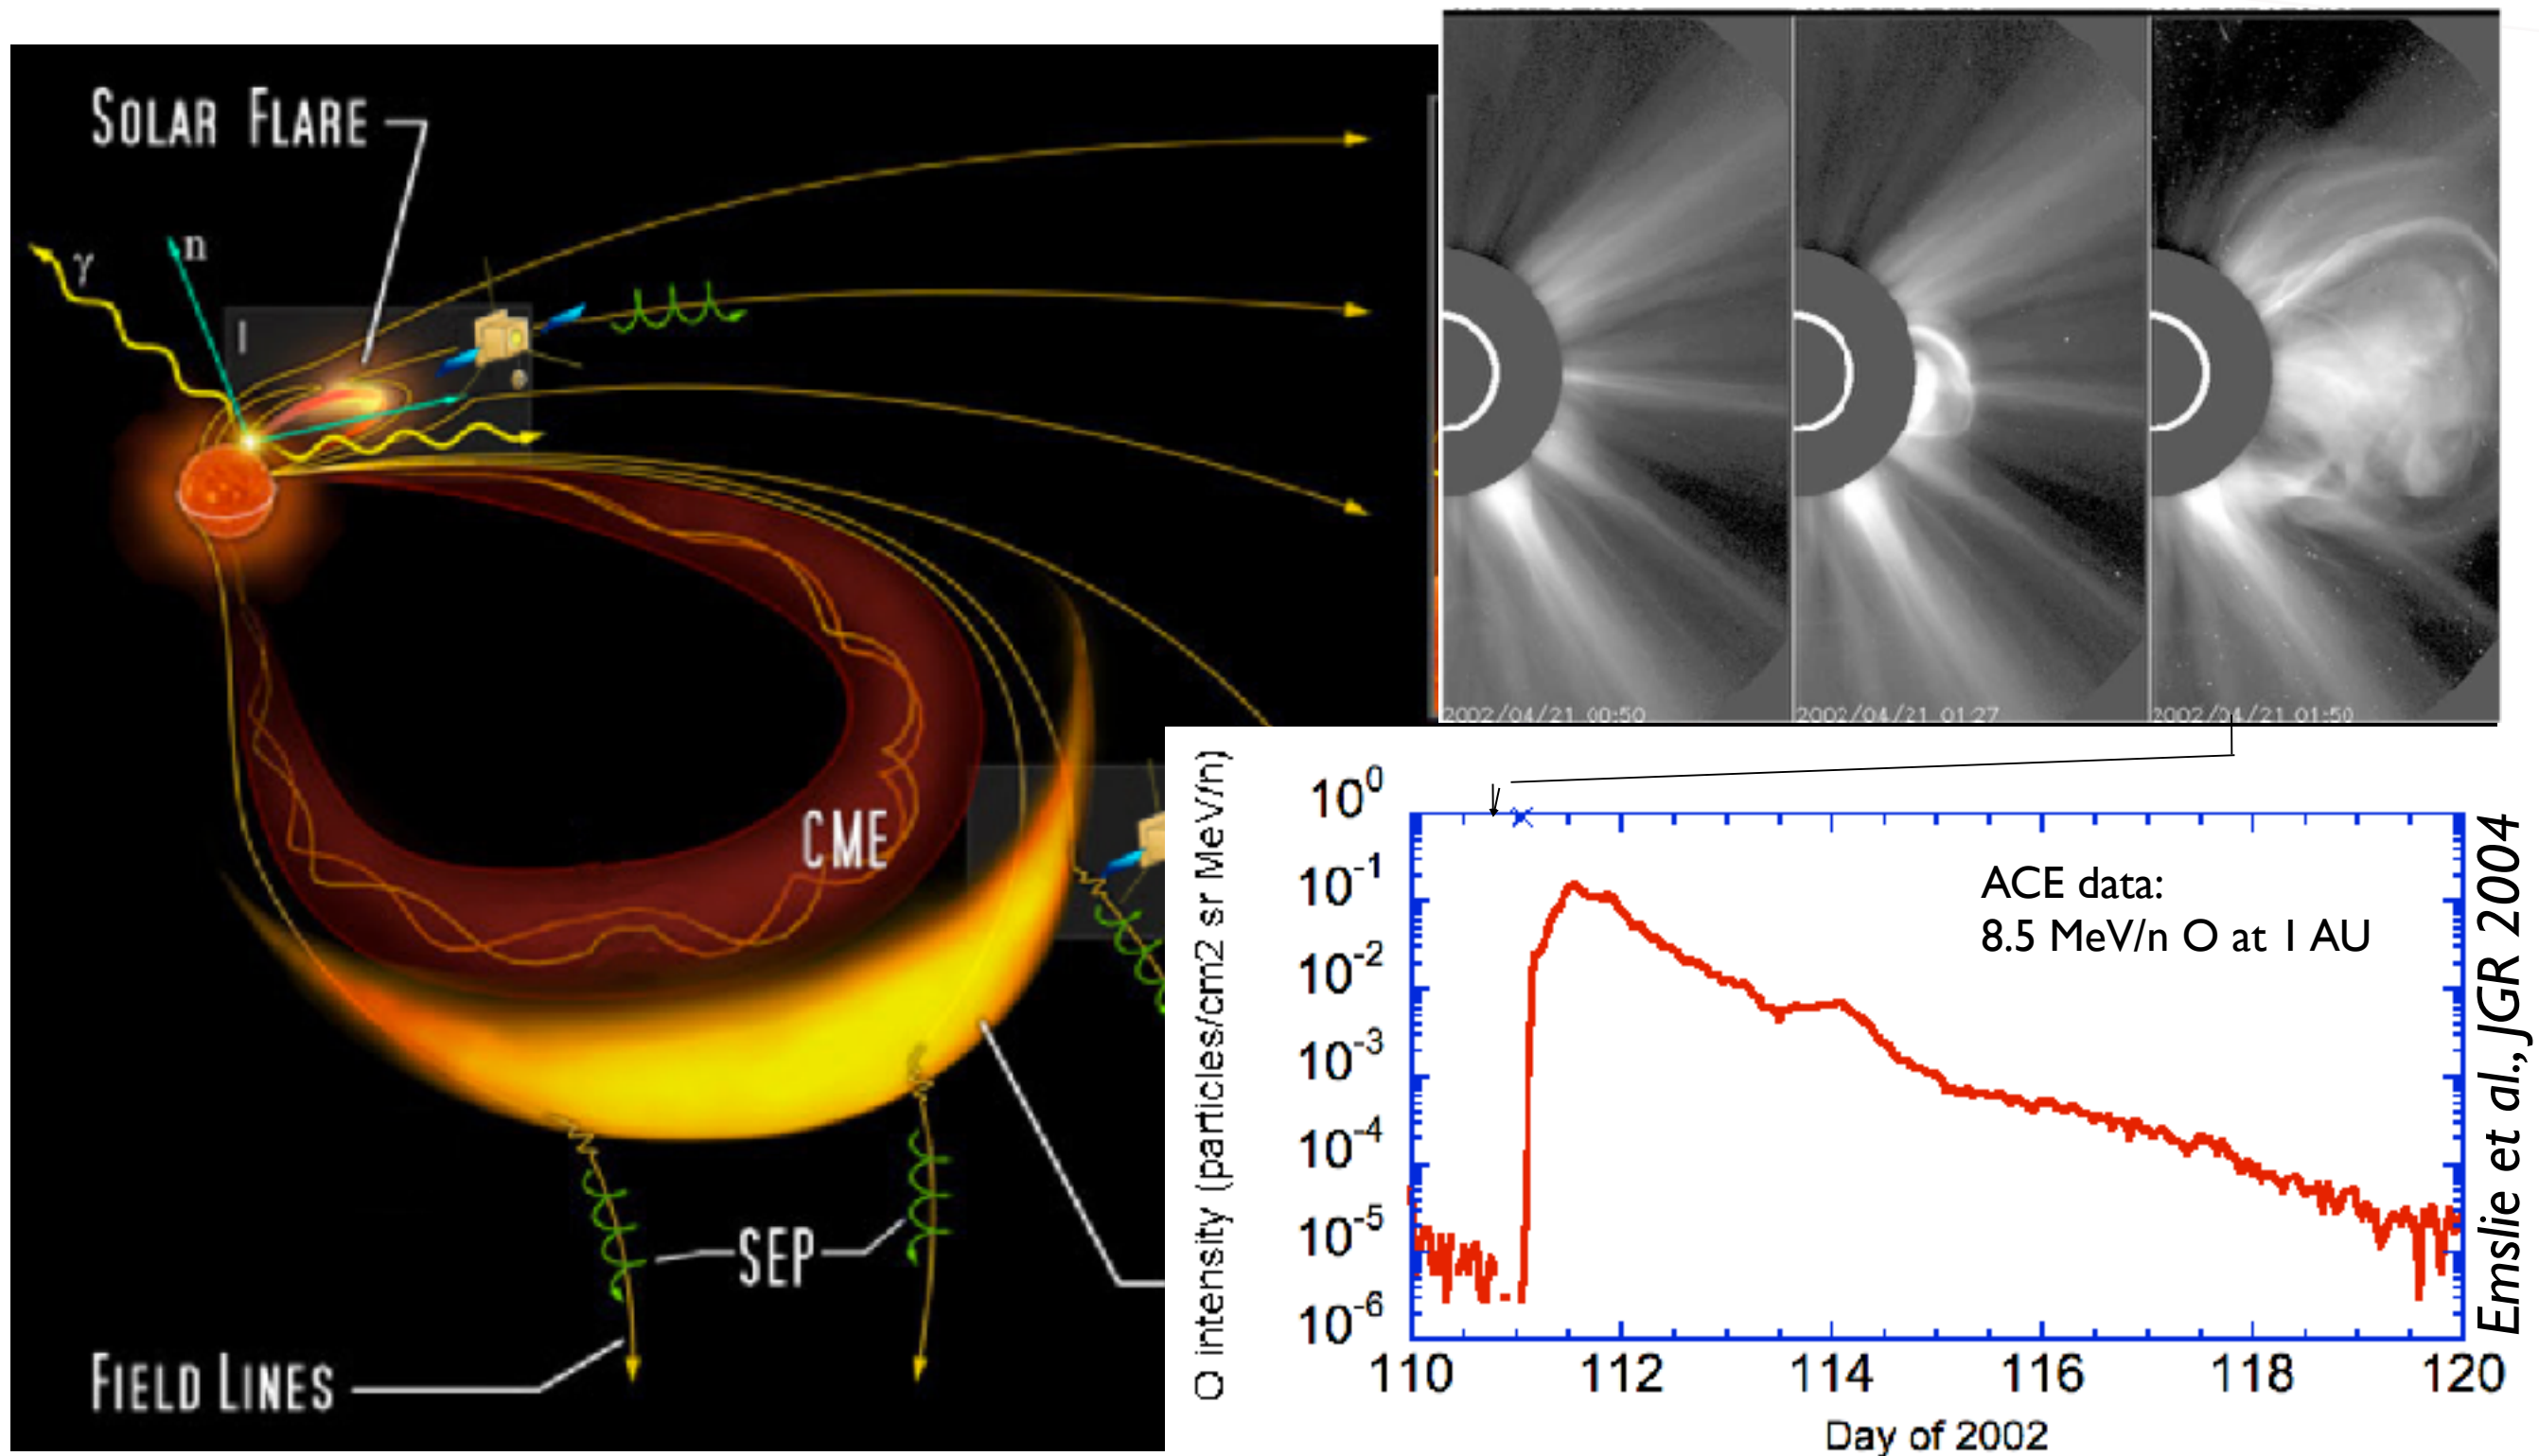 SOLAR FLARE
γ
n
I
CME
SEP
FIELD LINES
2002/04/21 00:50
2002/04/21 01:27
2002/04/21 01:50
O intensity (particles/cm2 sr MeV/n)
10⁰
10⁻¹
10⁻²
10⁻³
10⁻⁴
10⁻⁵
10⁻⁶
ACE data:
8.5 MeV/n O at 1 AU
110 112 114 116 118 120
Day of 2002
Emslie et al., JGR 2004